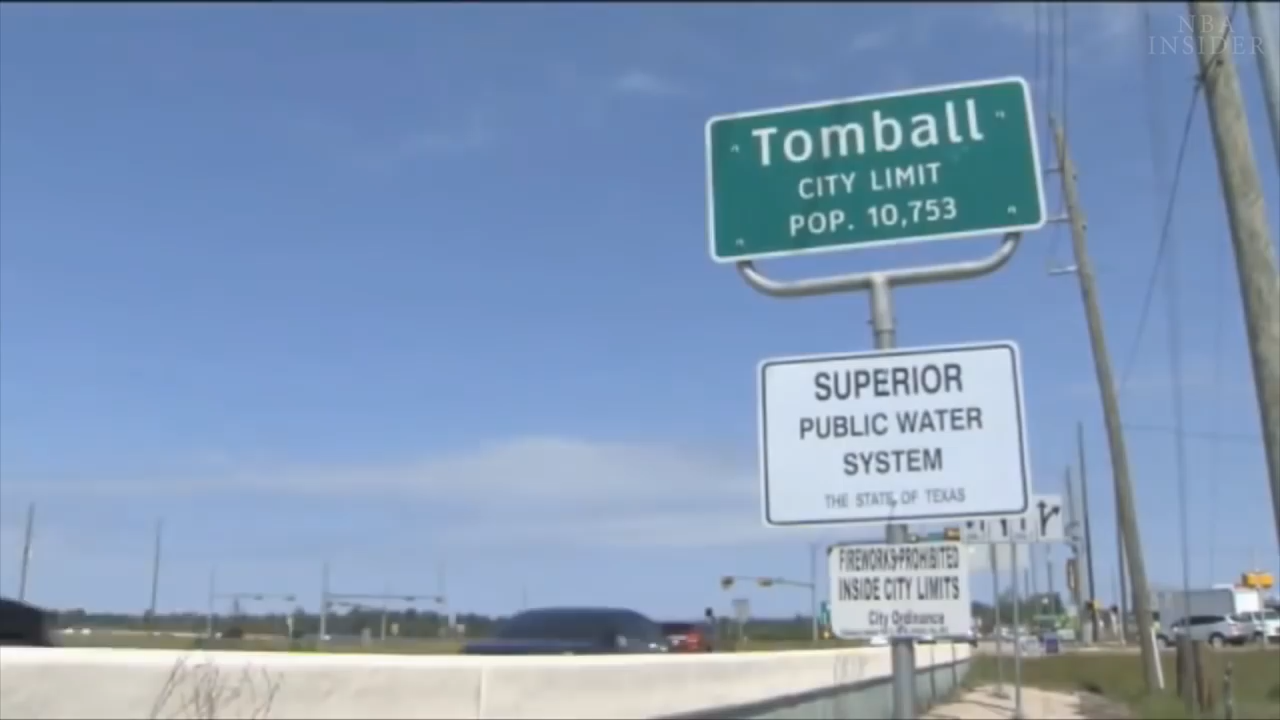 NBA
INSIDER
Tomball
CITY LIMIT
POP. 10,753
SUPERIOR
PUBLIC WATER
SYSTEM
THE STATE OF TEXAS
FIREWORKS PROHIBITED
INSIDE CITY LIMITS
City Ordinance